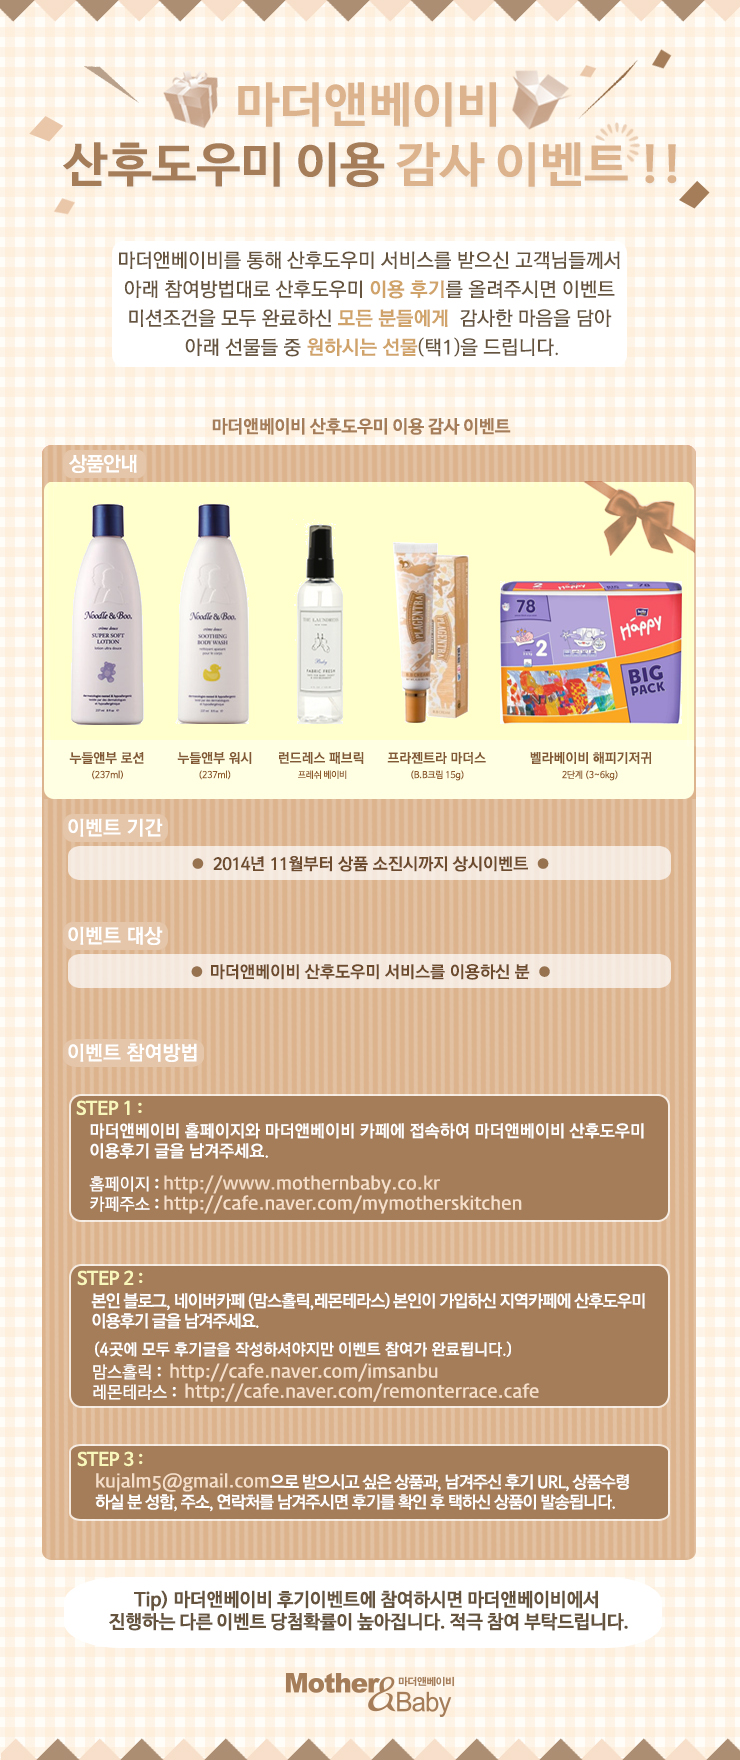 마더앤베이비
산후도우미 이용 감사 이벤트 !!
마더앤베이비를 통해 산후도우미 서비스를 받으신 고객님들께서
아래 참여방법대로 산후도우미 이용 후기를 올려주시면 이벤트
미션조건을 모두 완료하신 모든 분들에게 감사한 마음을 담아
아래 선물들 중 원하시는 선물(택1)을 드립니다.
마더앤베이비 산후도우미 이용 감사 이벤트
상품안내
Noodle & Boo.
SUPER SOFT
LOTION
Noodle & Boo.
SOOTHING
BODY WASH
THE LAUNDRESS
Baby
FABRIC FRESH
PLACENTRA
PLACENTRA
78
2
Happy
BIG
PACK
누들앤부 로션
(237ml)
누들앤부 워시
(237ml)
런드레스 패브릭
프레쉬 베이비
프라젠트라 마더스
(B.B크림 15g)
벨라베이비 해피기저귀
2단계 (3~6kg)
이벤트 기간
● 2014년 11월부터 상품 소진시까지 상시이벤트 ●
이벤트 대상
● 마더앤베이비 산후도우미 서비스를 이용하신 분 ●
이벤트 참여방법
STEP 1 :
마더앤베이비 홈페이지와 마더앤베이비 카페에 접속하여 마더앤베이비 산후도우미
이용후기 글을 남겨주세요.
홈페이지 : http://www.mothernbaby.co.kr
카페주소 : http://cafe.naver.com/mymotherskitchen
STEP 2 :
본인 블로그, 네이버카페 (맘스홀릭,레몬테라스) 본인이 가입하신 지역카페에 산후도우미
이용후기 글을 남겨주세요.
(4곳에 모두 후기글을 작성하셔야지만 이벤트 참여가 완료됩니다.)
맘스홀릭 : http://cafe.naver.com/imsanbu
레몬테라스 : http://cafe.naver.com/remonterrace.cafe
STEP 3 :
kujalm5@gmail.com으로 받으시고 싶은 상품과, 남겨주신 후기 URL, 상품수령
하실 분 성함, 주소, 연락처를 남겨주시면 후기를 확인 후 택하신 상품이 발송됩니다.
Tip) 마더앤베이비 후기이벤트에 참여하시면 마더앤베이비에서
진행하는 다른 이벤트 당첨확률이 높아집니다. 적극 참여 부탁드립니다.
Mother & Baby 마더앤베이비